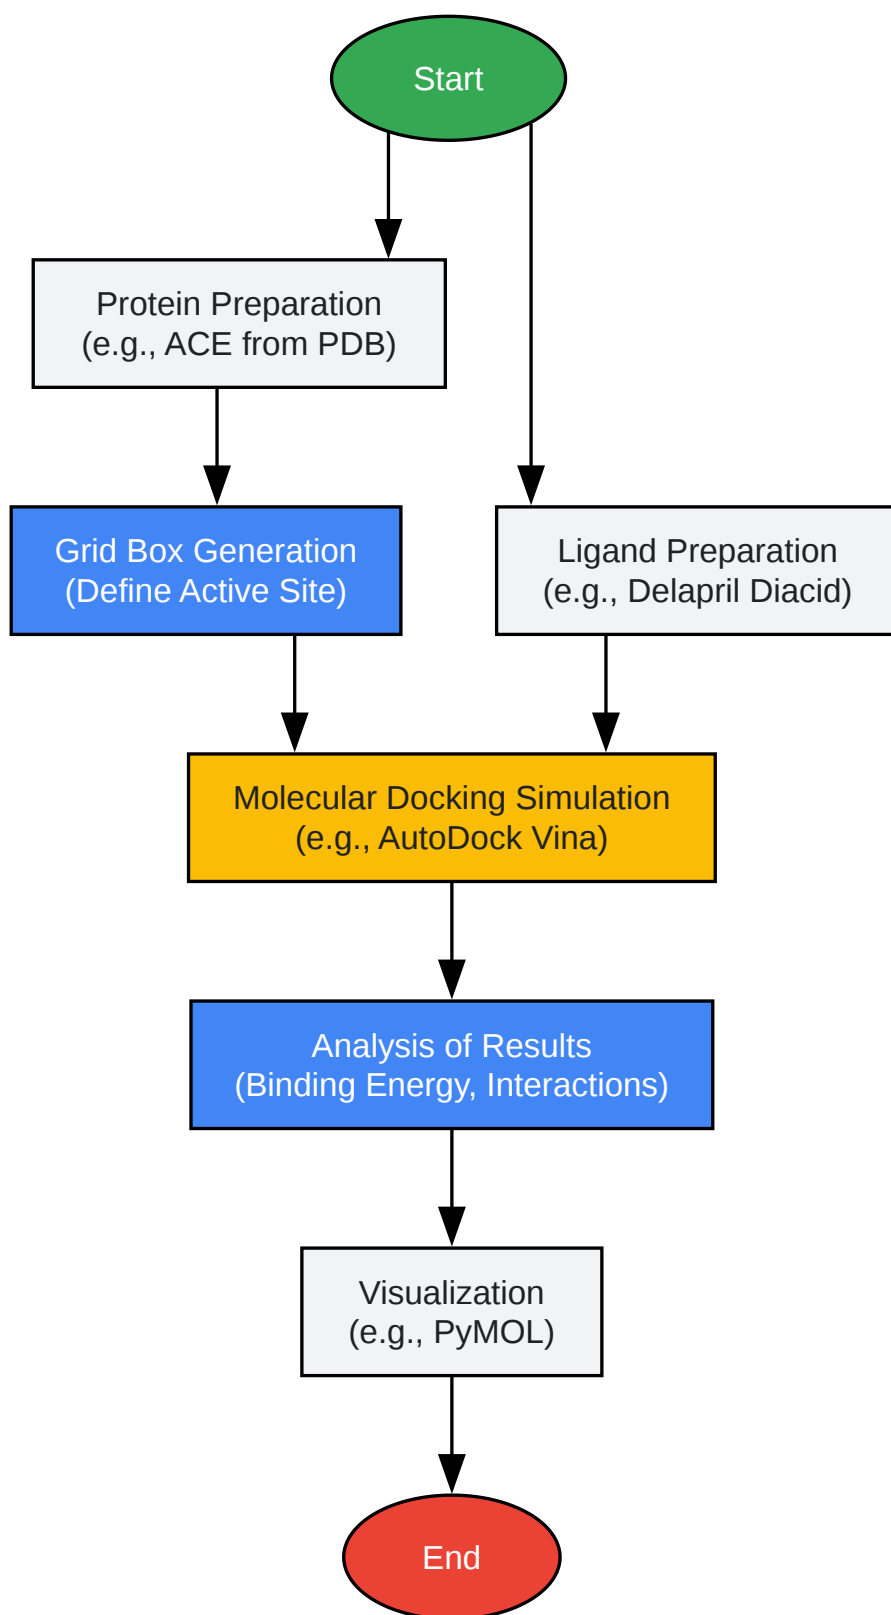 Start
Protein Preparation
(e.g., ACE from PDB)
Grid Box Generation
(Define Active Site)
Ligand Preparation
(e.g., Delapril Diacid)
Molecular Docking Simulation
(e.g., AutoDock Vina)
Analysis of Results
(Binding Energy, Interactions)
Visualization
(e.g., PyMOL)
End